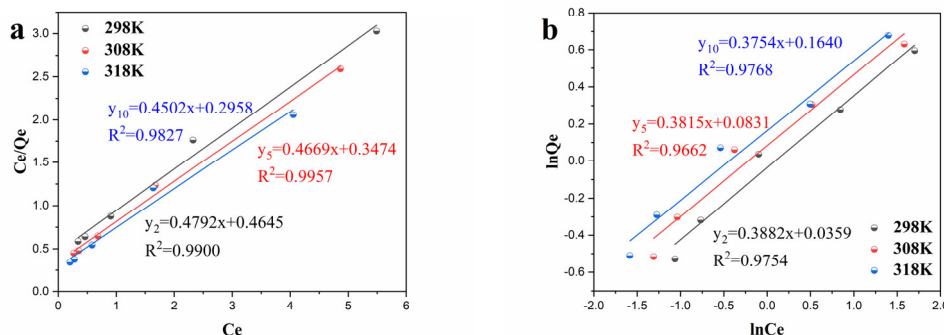 a
298K
308K
318K
y10=0.4502x+0.2958
R²=0.9827
y5=0.4669x+0.3474
R²=0.9957
y2=0.4792x+0.4645
R²=0.9900
Ce/Qe
3.0
2.5
2.0
1.5
1.0
0.5
0.0
0 1 2 3 4 5 6
Ce
b
y10=0.3754x+0.1640
R²=0.9768
y5=0.3815x+0.0831
R²=0.9662
y2=0.3882x+0.0359
R²=0.9754
298K
308K
318K
lnQe
0.8
0.6
0.4
0.2
0.0
-0.2
-0.4
-0.6
-2.0 -1.5 -1.0 -0.5 0.0 0.5 1.0 1.5 2.0
lnCe